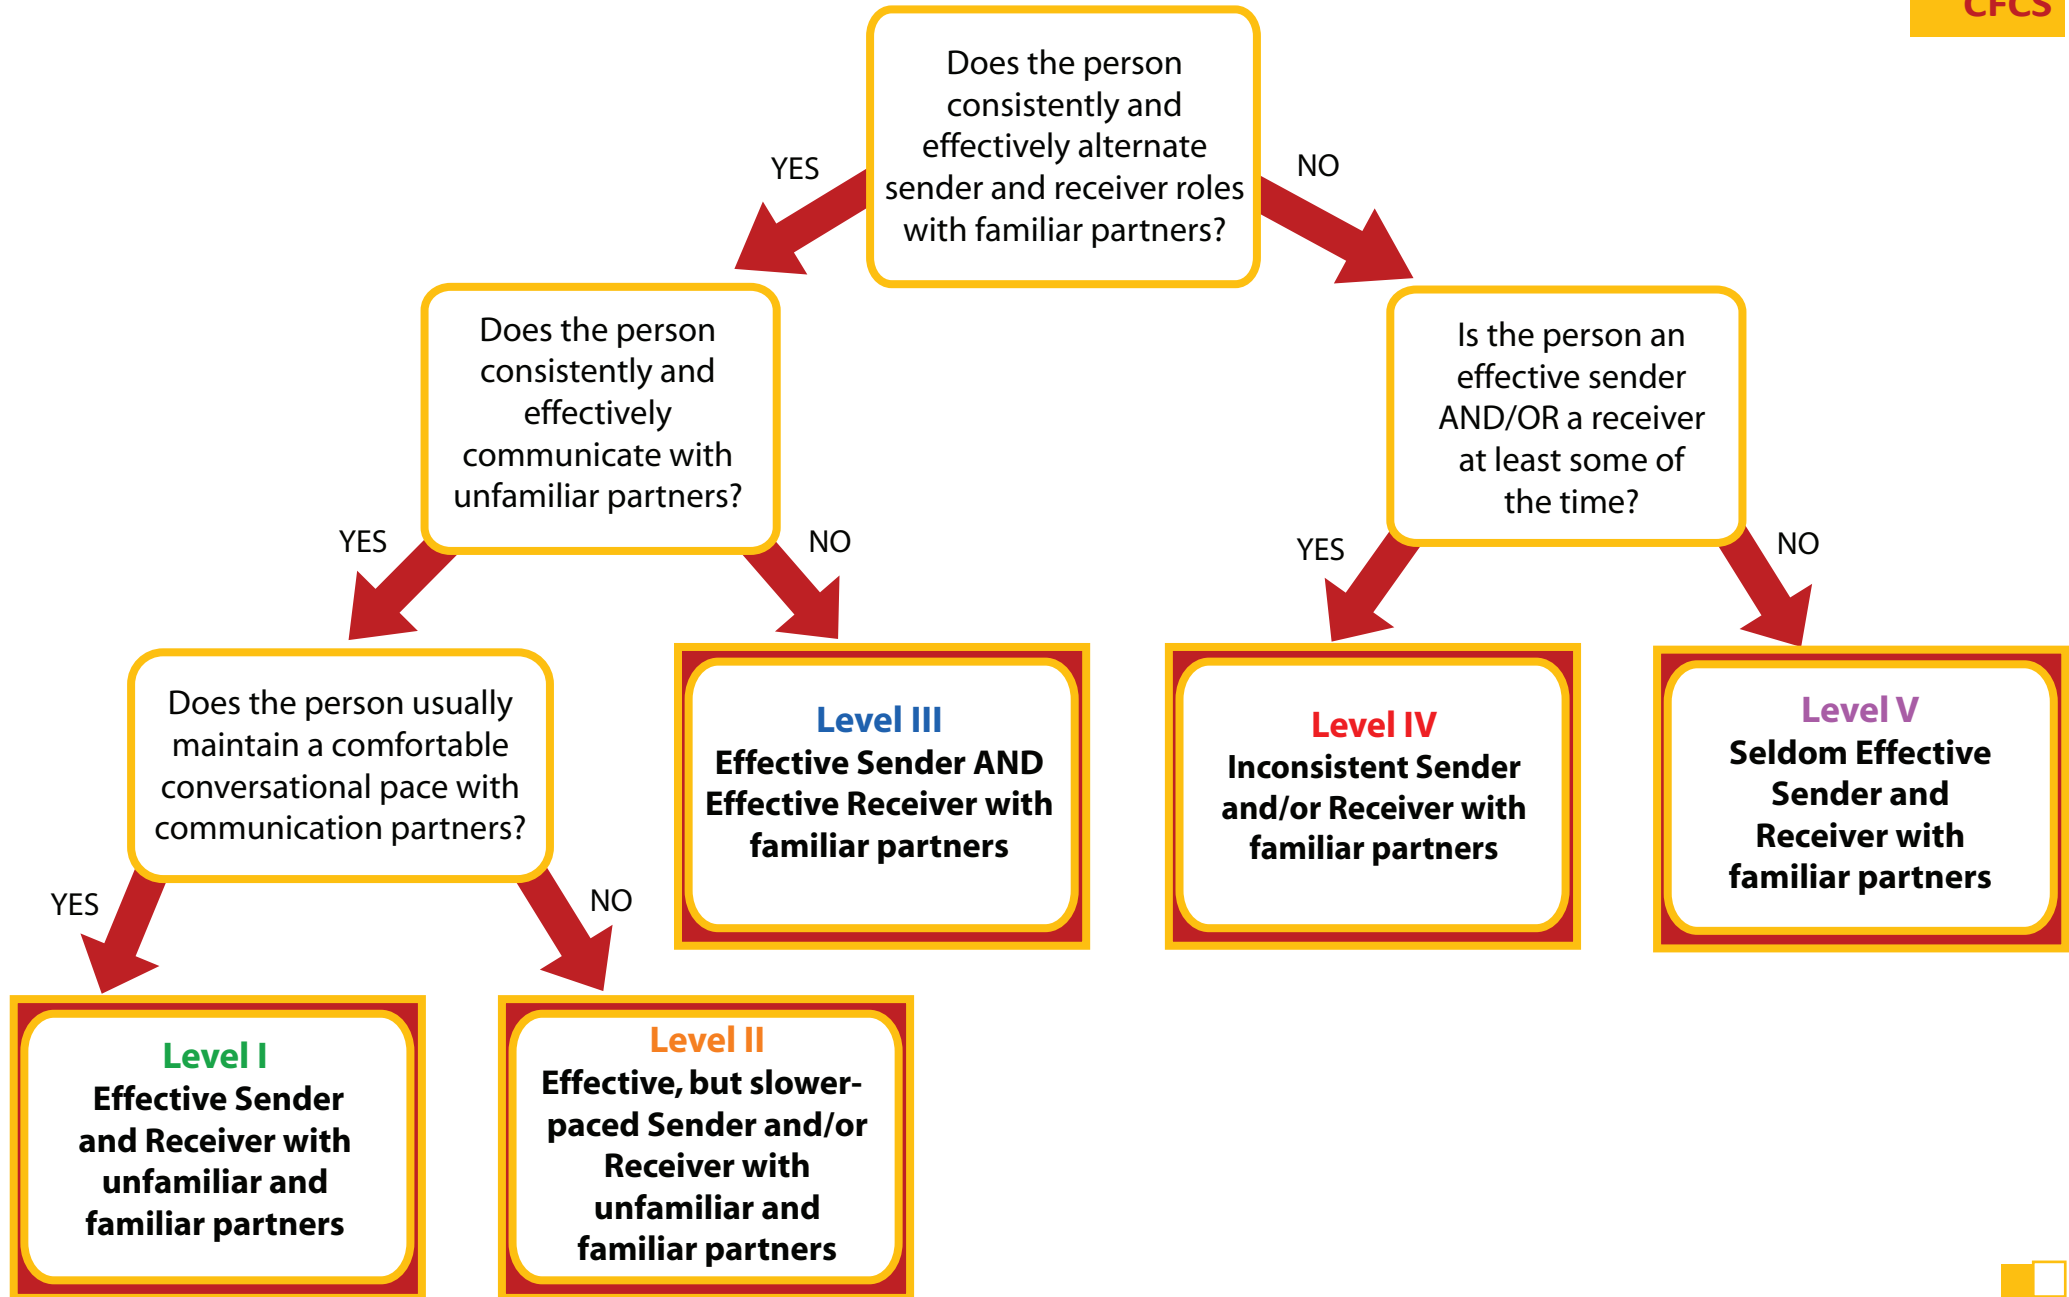 CFCS
Does the person
consistently and
effectively alternate
sender and receiver roles
with familiar partners?
YES
NO
Does the person
consistently and
effectively
communicate with
unfamiliar partners?
Is the person an
effective sender
AND/OR a receiver
at least some of
the time?
YES
NO
YES
NO
Does the person usually
maintain a comfortable
conversational pace with
communication partners?
Level III
Effective Sender AND
Effective Receiver with
familiar partners
Level IV
Inconsistent Sender
and/or Receiver with
familiar partners
Level V
Seldom Effective
Sender and
Receiver with
familiar partners
YES
NO
Level I
Effective Sender
and Receiver with
unfamiliar and
familiar partners
Level II
Effective, but slower-
paced Sender and/or
Receiver with
unfamiliar and
familiar partners